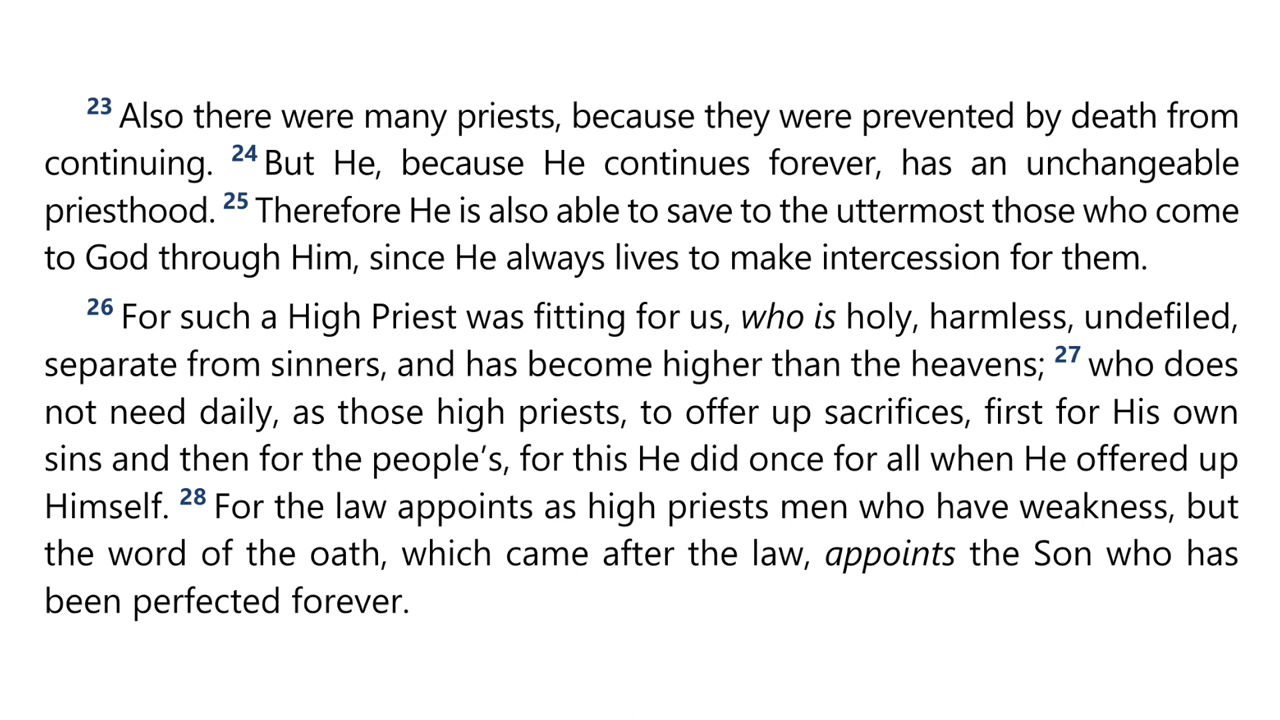 23 Also there were many priests, because they were prevented by death from
continuing. 24 But He, because He continues forever, has an unchangeable
priesthood. 25 Therefore He is also able to save to the uttermost those who come
to God through Him, since He always lives to make intercession for them.
26 For such a High Priest was fitting for us, who is holy, harmless, undefiled,
separate from sinners, and has become higher than the heavens; 27 who does
not need daily, as those high priests, to offer up sacrifices, first for His own
sins and then for the people’s, for this He did once for all when He offered up
Himself. 28 For the law appoints as high priests men who have weakness, but
the word of the oath, which came after the law, appoints the Son who has
been perfected forever.